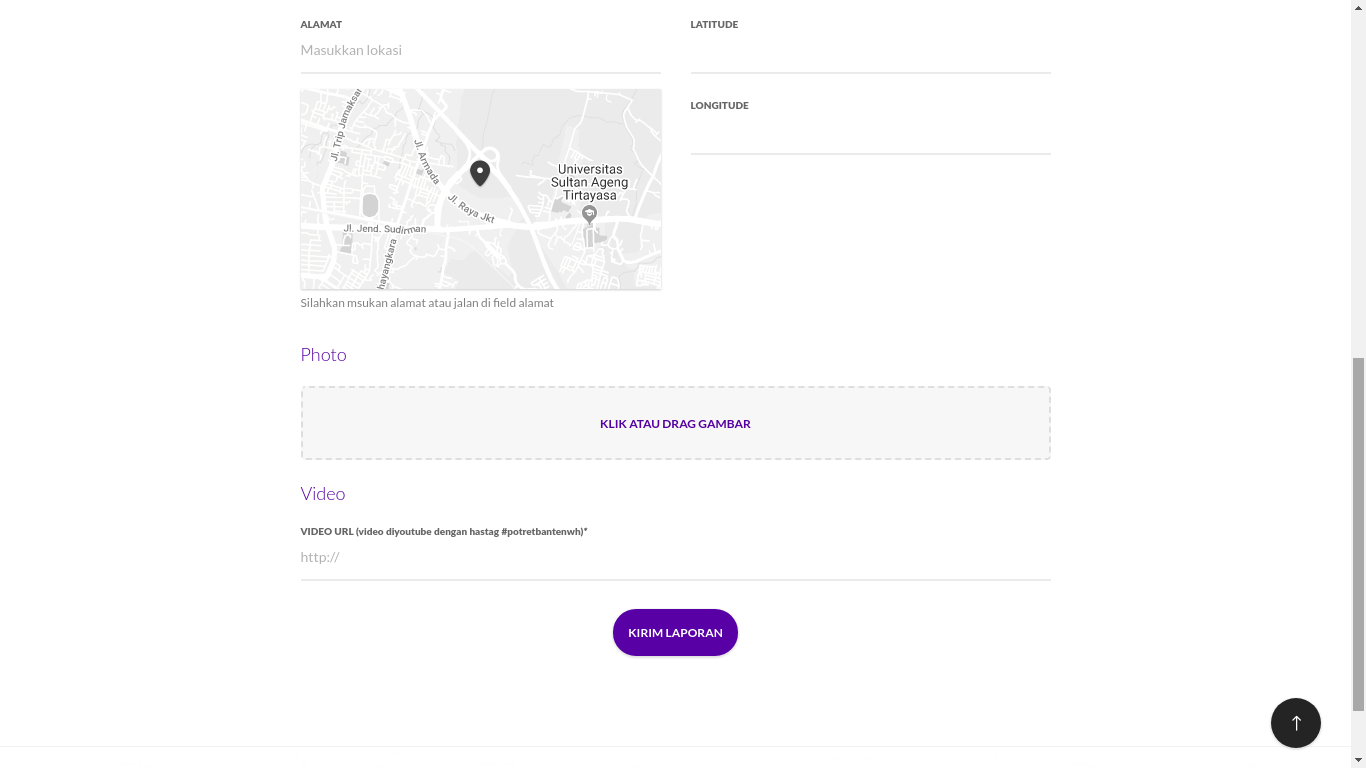 ALAMAT
Masukkan lokasi
LATITUDE
LONGITUDE
Jl. Trip Jamaksari
Jl. Armada
Universitas
Sultan Ageng
Tirtayasa
Jl. Raya Jkt
Jl. Jend. Sudirman
hayangkara
Silahkan msukan alamat atau jalan di field alamat
Photo
KLIK ATAU DRAG GAMBAR
Video
VIDEO URL (video diyoutube dengan hastag #potretbantenwh)*
http://
KIRIM LAPORAN